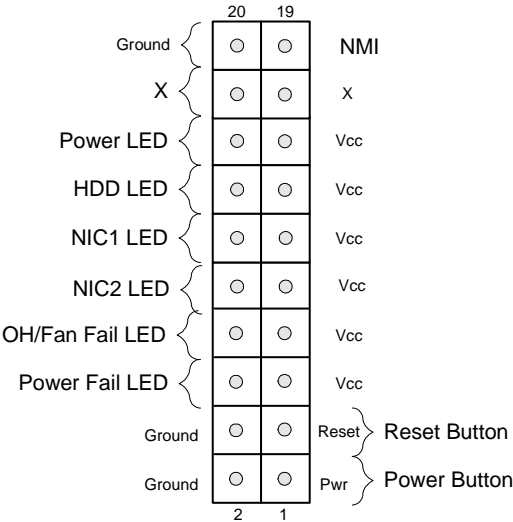 20 19
Ground NMI
X X
Power LED Vcc
HDD LED Vcc
NIC1 LED Vcc
NIC2 LED Vcc
OH/Fan Fail LED Vcc
Power Fail LED Vcc
Ground Reset Reset Button
Ground Pwr Power Button
2 1